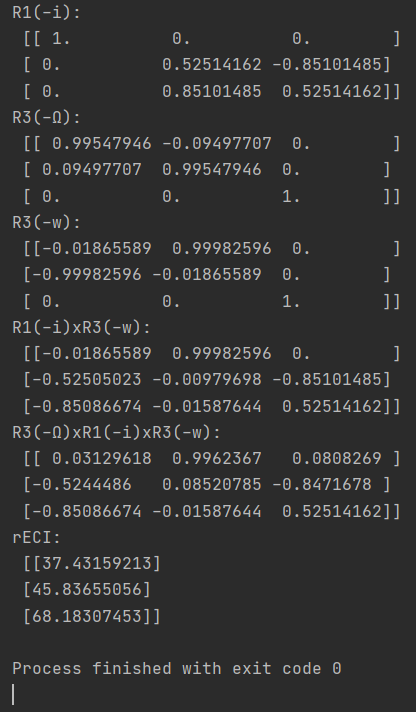 R1(-i):
[[ 1. 0. 0. ]
[ 0. 0.52514162 -0.85101485]
[ 0. 0.85101485 0.52514162]]
R3(-Ω):
[[ 0.99547946 -0.09497707 0. ]
[ 0.09497707 0.99547946 0. ]
[ 0. 0. 1. ]]
R3(-w):
[[-0.01865589 0.99982596 0. ]
[-0.99982596 -0.01865589 0. ]
[ 0. 0. 1. ]]
R1(-i)xR3(-w):
[[-0.01865589 0.99982596 0. ]
[-0.52505023 -0.00979698 -0.85101485]
[-0.85086674 -0.01587644 0.52514162]]
R3(-Ω)xR1(-i)xR3(-w):
[[ 0.03129618 0.9962367 0.0808269 ]
[-0.5244486 0.08520785 -0.8471678 ]
[-0.85086674 -0.01587644 0.52514162]]
rECI:
[[37.43159213]
[45.83655056]
[68.18307453]]
Process finished with exit code 0